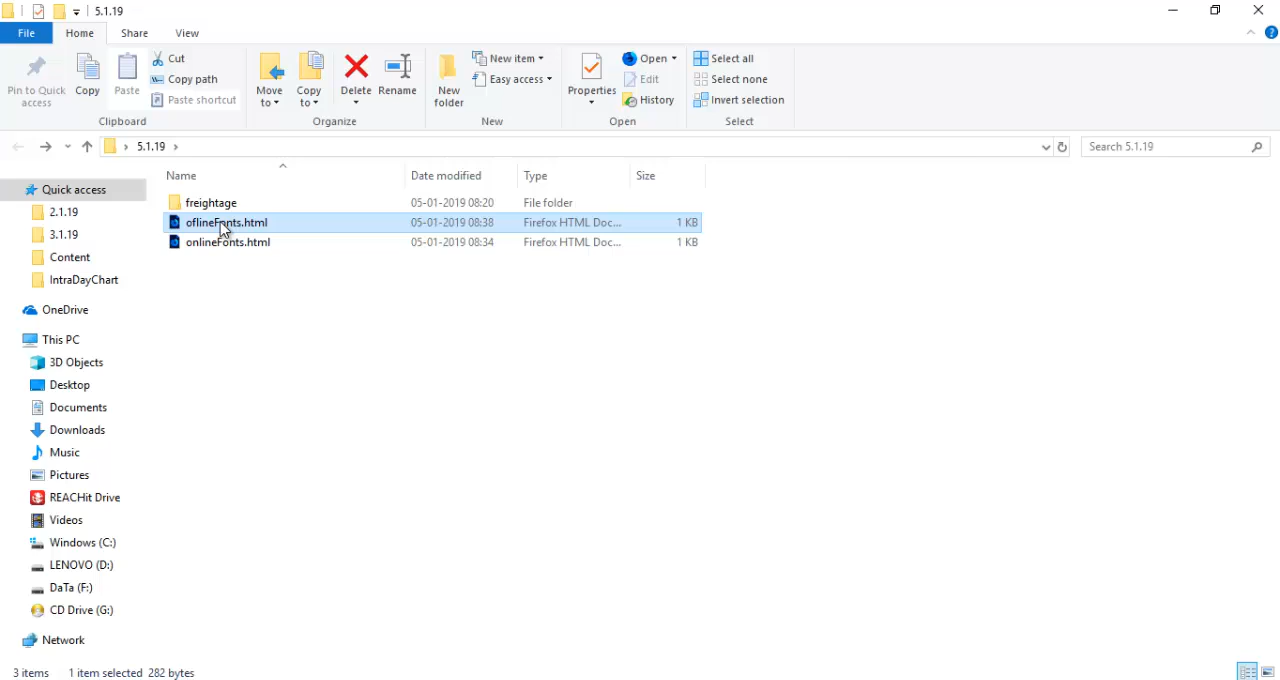 5.1.19
File Home Share View
Pin to Quick access
Copy
Paste
Cut
Copy path
Paste shortcut
Clipboard
Move to
Copy to
Delete
Rename
Organize
New folder
New item
Easy access
New
Properties
Open
Edit
History
Open
Select all
Select none
Invert selection
Select
5.1.19
Search 5.1.19
Name Date modified Type Size
freightage 05-01-2019 08:20 File folder
oflineFonts.html 05-01-2019 08:38 Firefox HTML Doc... 1 KB
onlineFonts.html 05-01-2019 08:34 Firefox HTML Doc... 1 KB
Quick access
2.1.19
3.1.19
Content
IntraDayChart
OneDrive
This PC
3D Objects
Desktop
Documents
Downloads
Music
Pictures
REACHit Drive
Videos
Windows (C:)
LENOVO (D:)
DaTa (F:)
CD Drive (G:)
Network
3 items 1 item selected 282 bytes